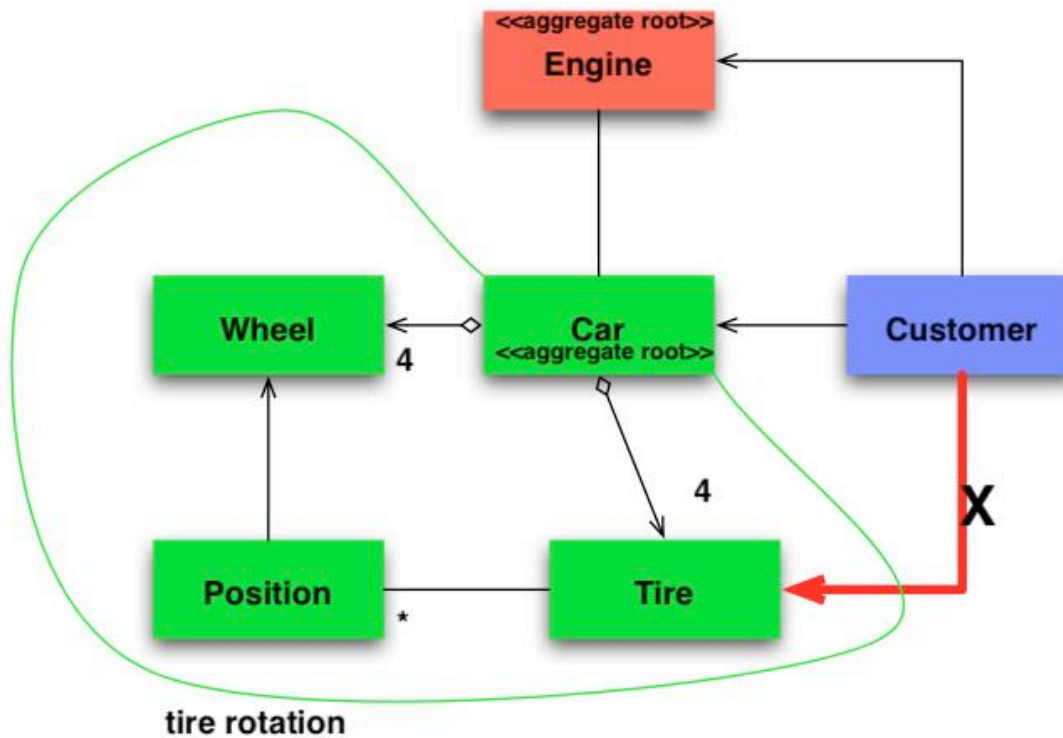 <<aggregate root>>
Engine
Wheel
Car
<<aggregate root>>
Customer
4
4
X
Position
Tire
*
tire rotation